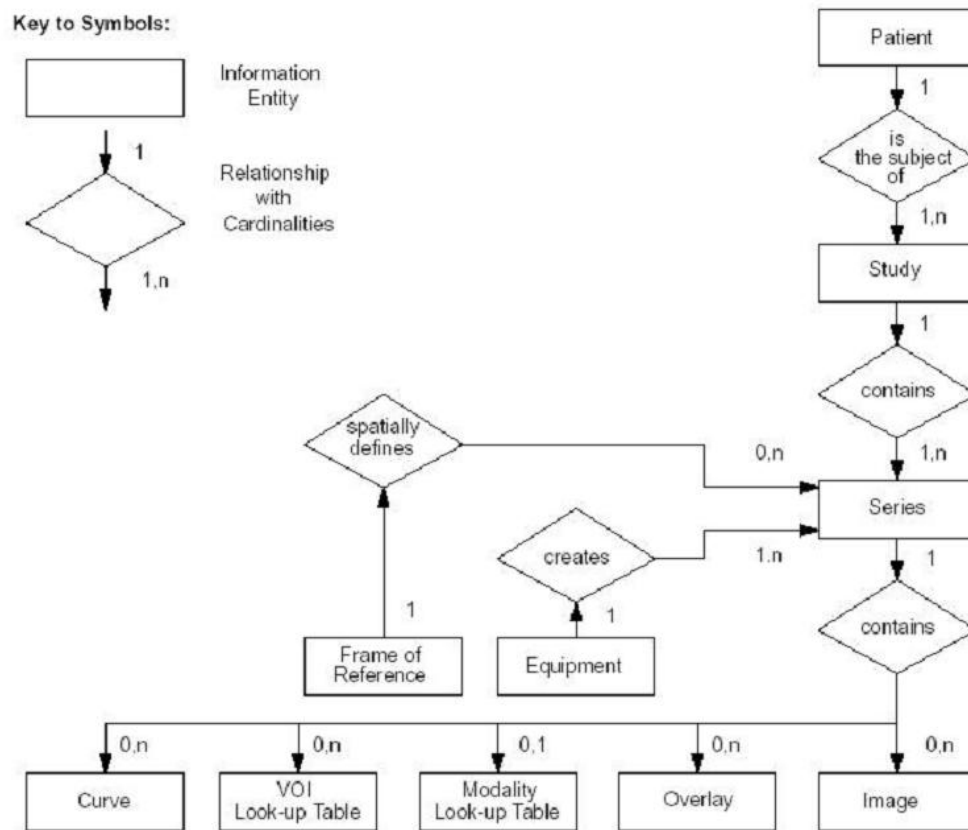 Key to Symbols:
Information
Entity
1
Relationship
with
Cardinalities
1,n
Patient
1
is
the subject
of
1,n
Study
1
contains
1,n
spatially
defines
0,n
Series
creates
1.n
1
contains
1
Frame of
Reference
1
Equipment
0,n
0,n
0,1
0,n
0,n
Curve
VOI
Look-up Table
Modality
Look-up Table
Overlay
Image